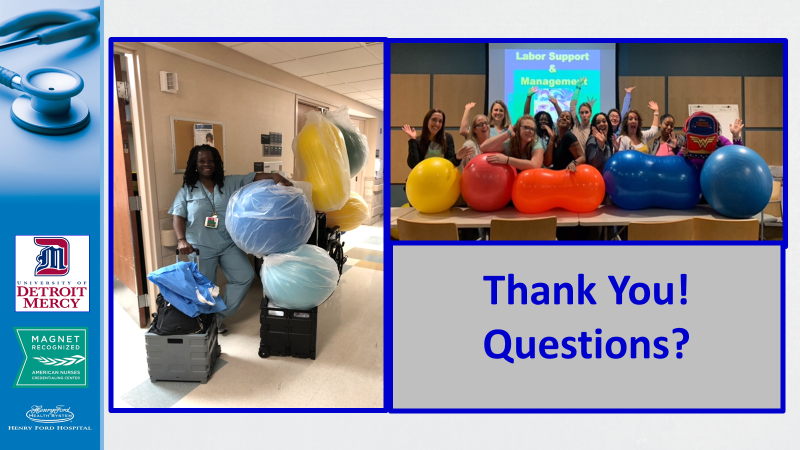 UNIVERSITY OF
DETROIT
MERCY
MAGNET
RECOGNIZED
AMERICAN NURSES
CREDENTIALING CENTER
Henry Ford
HEALTH SYSTEM
HENRY FORD HOSPITAL
Labor Support
&
Management
Thank You!
Questions?